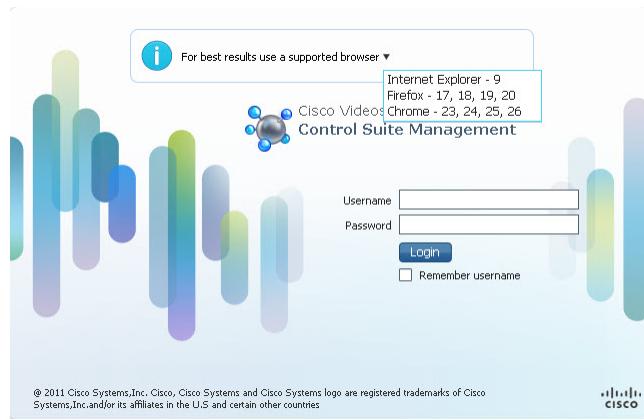 For best results use a supported browser
Internet Explorer - 9
Firefox - 17, 18, 19, 20
Chrome - 23, 24, 25, 26
Cisco Videos
Control Suite Management
Username
Password
Login
Remember username
@ 2011 Cisco Systems,Inc. Cisco, Cisco Systems and Cisco Systems logo are registered trademarks of Cisco
Systems,Inc.and/or its affiliates in the U.S and certain other countries
CISCO